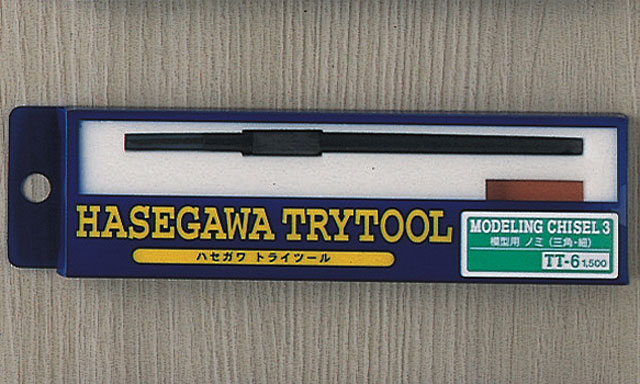 HASEGAWA TRYTOOL
ハセガワ トライツール
MODELING CHISEL 3
模型用 ノミ (三角・細)
TT-6 1,500